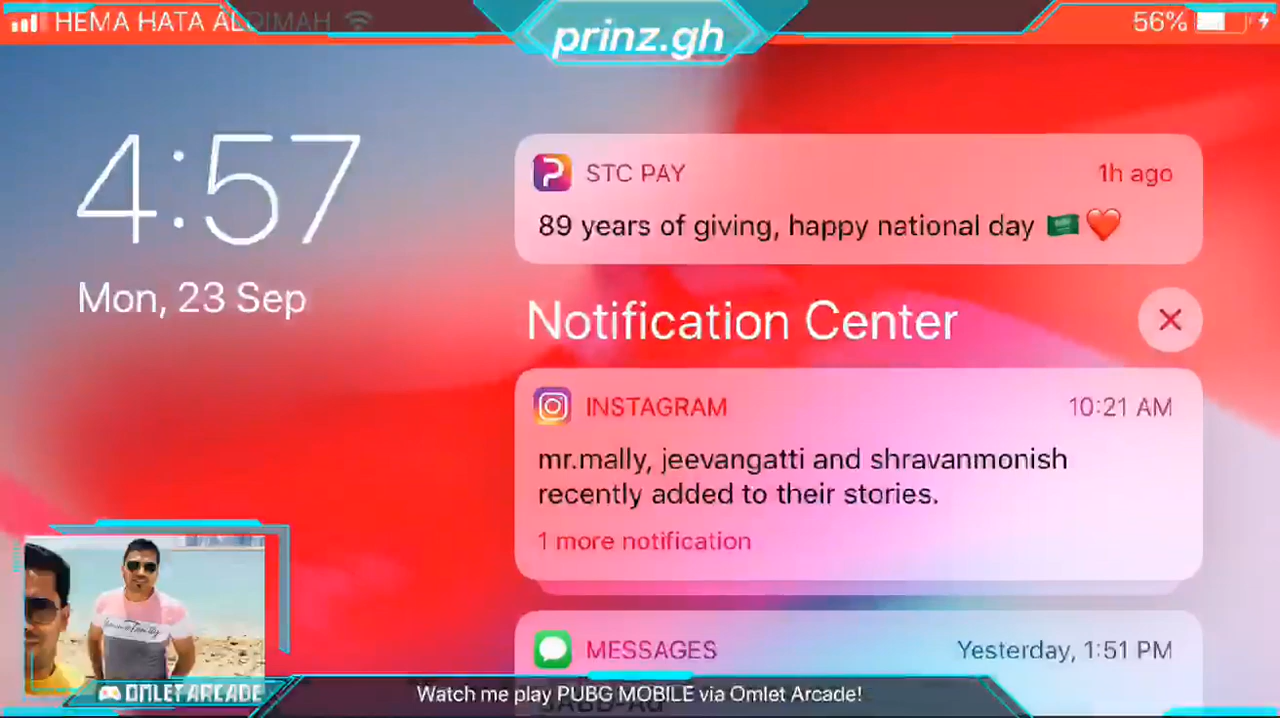 HEMA HATA ALQIMAH
prinz.gh
56%
4:57
Mon, 23 Sep
STC PAY
1h ago
89 years of giving, happy national day 🇸🇦❤️
Notification Center
INSTAGRAM
10:21 AM
mr.mally, jeevangatti and shravanmonish
recently added to their stories.
1 more notification
MESSAGES
Yesterday, 1:51 PM
OMLET ARCADE
Watch me play PUBG MOBILE via Omlet Arcade!